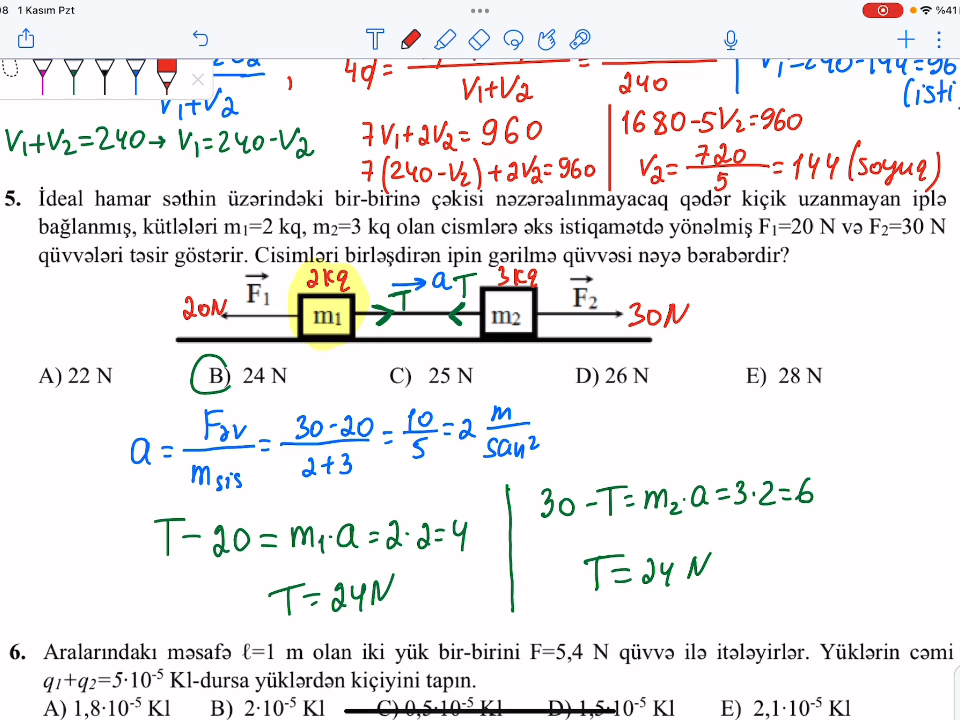 98 1 Kasım Pzt %41
V₁+V₂
4d=
V₁+V₂
240
V₁=240-144=96
(isti
V₁+V₂=240→ V₁=240-V₂
7V₁+2V₂=960
7(240-V₂)+2V₂=960
1680-5V₂=960
V₂=720/5=144 (soyuq)
5. İdeal hamar səthin üzərindəki bir-birinə çəkisi nəzərəalınmayacaq qədər kiçik uzanmayan iplə
bağlanmış, kütlələri m₁=2 kq, m₂=3 kq olan cismlərə əks istiqamətdə yönəlmiş F₁=20 N və F₂=30 N
qüvvələri təsir göstərir. Cisimləri birləşdirən ipin gərilmə qüvvəsi nəyə bərabərdir?
20N F₁ 2kq m₁ T a T 3kq m₂ F₂ 30N
A) 22 N B) 24 N C) 25 N D) 26 N E) 28 N
a = Fəv/m sis = 30-20/2+3 = 10/5 = 2 m/san²
T-20=m₁·a=2·2=4
T=24N
30-T=m₂·a=3·2=6
T=24 N
6. Aralarındakı məsafə ℓ=1 m olan iki yük bir-birini F=5,4 N qüvvə ilə itələyirlər. Yüklərin cəmi
q₁+q₂=5·10⁻⁵ Kl-dursa yüklərdən kiçiyini tapın.
A) 1,8·10⁻⁵ Kl B) 2·10⁻⁵ Kl C) 0,5·10⁻⁵ Kl D) 1,5·10⁻⁵ Kl E) 2,1·10⁻⁵ Kl